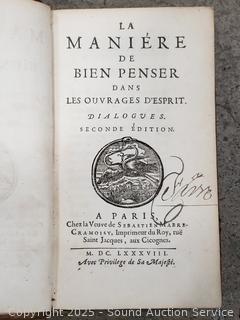 LA
MANIÉRE
DE
BIEN PENSER
DANS
LES OUVRAGES D'ESPRIT.
DIALOGUES.
SECONDE ÉDITION.
A PARIS,
Chez la Veuve de SEBASTIEN MABRE-
CRAMOISY, Imprimeur du Roy, ruë
Saint Jacques, aux Cicognes.
M. DC. LXXXVIII.
Avec Privilege de Sa Majesté.
Copyright 2025 - Sound Auction Service